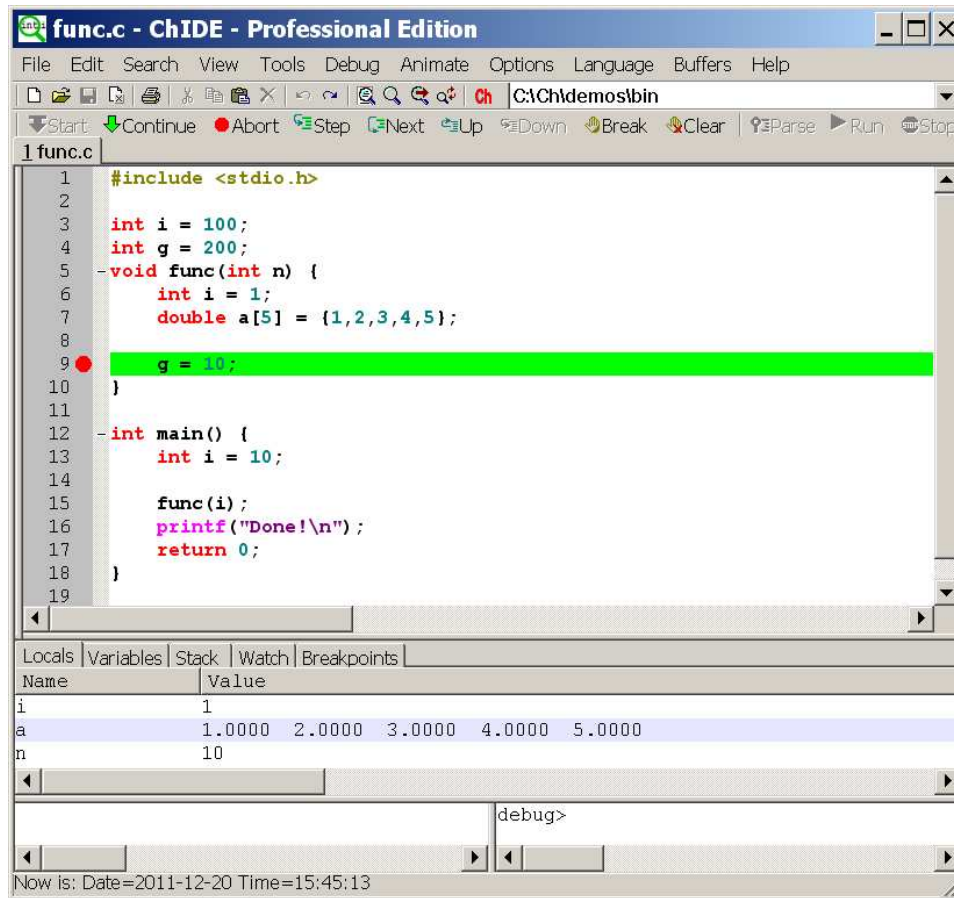 func.c - ChIDE - Professional Edition
File Edit Search View Tools Debug Animate Options Language Buffers Help
Ch C:\Ch\demos\bin
Start Continue Abort Step Next Up Down Break Clear Parse Run Stop
1 func.c
1 #include <stdio.h>
2
3 int i = 100;
4 int g = 200;
5 -void func(int n) {
6 int i = 1;
7 double a[5] = {1,2,3,4,5};
8
9 g = 10;
10 }
11
12 -int main() {
13 int i = 10;
14
15 func(i);
16 printf("Done!\n");
17 return 0;
18 }
19
Locals Variables Stack Watch Breakpoints
Name Value
i 1
a 1.0000 2.0000 3.0000 4.0000 5.0000
n 10
debug>
Now is: Date=2011-12-20 Time=15:45:13